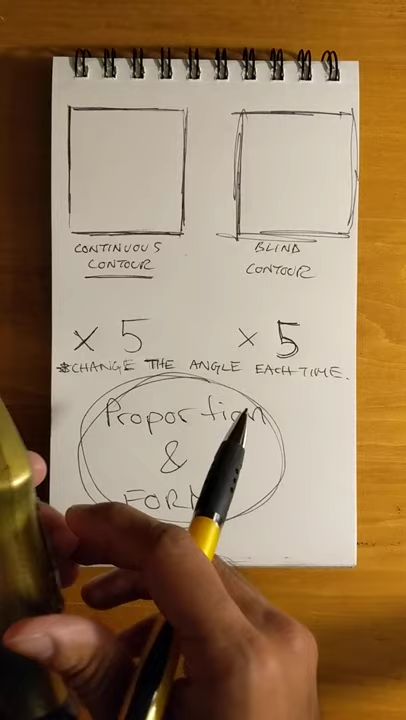 CONTINUOUS
CONTOUR
BLIND
CONTOUR
× 5
× 5
*CHANGE THE ANGLE EACH TIME.
Proportion
&
FORM